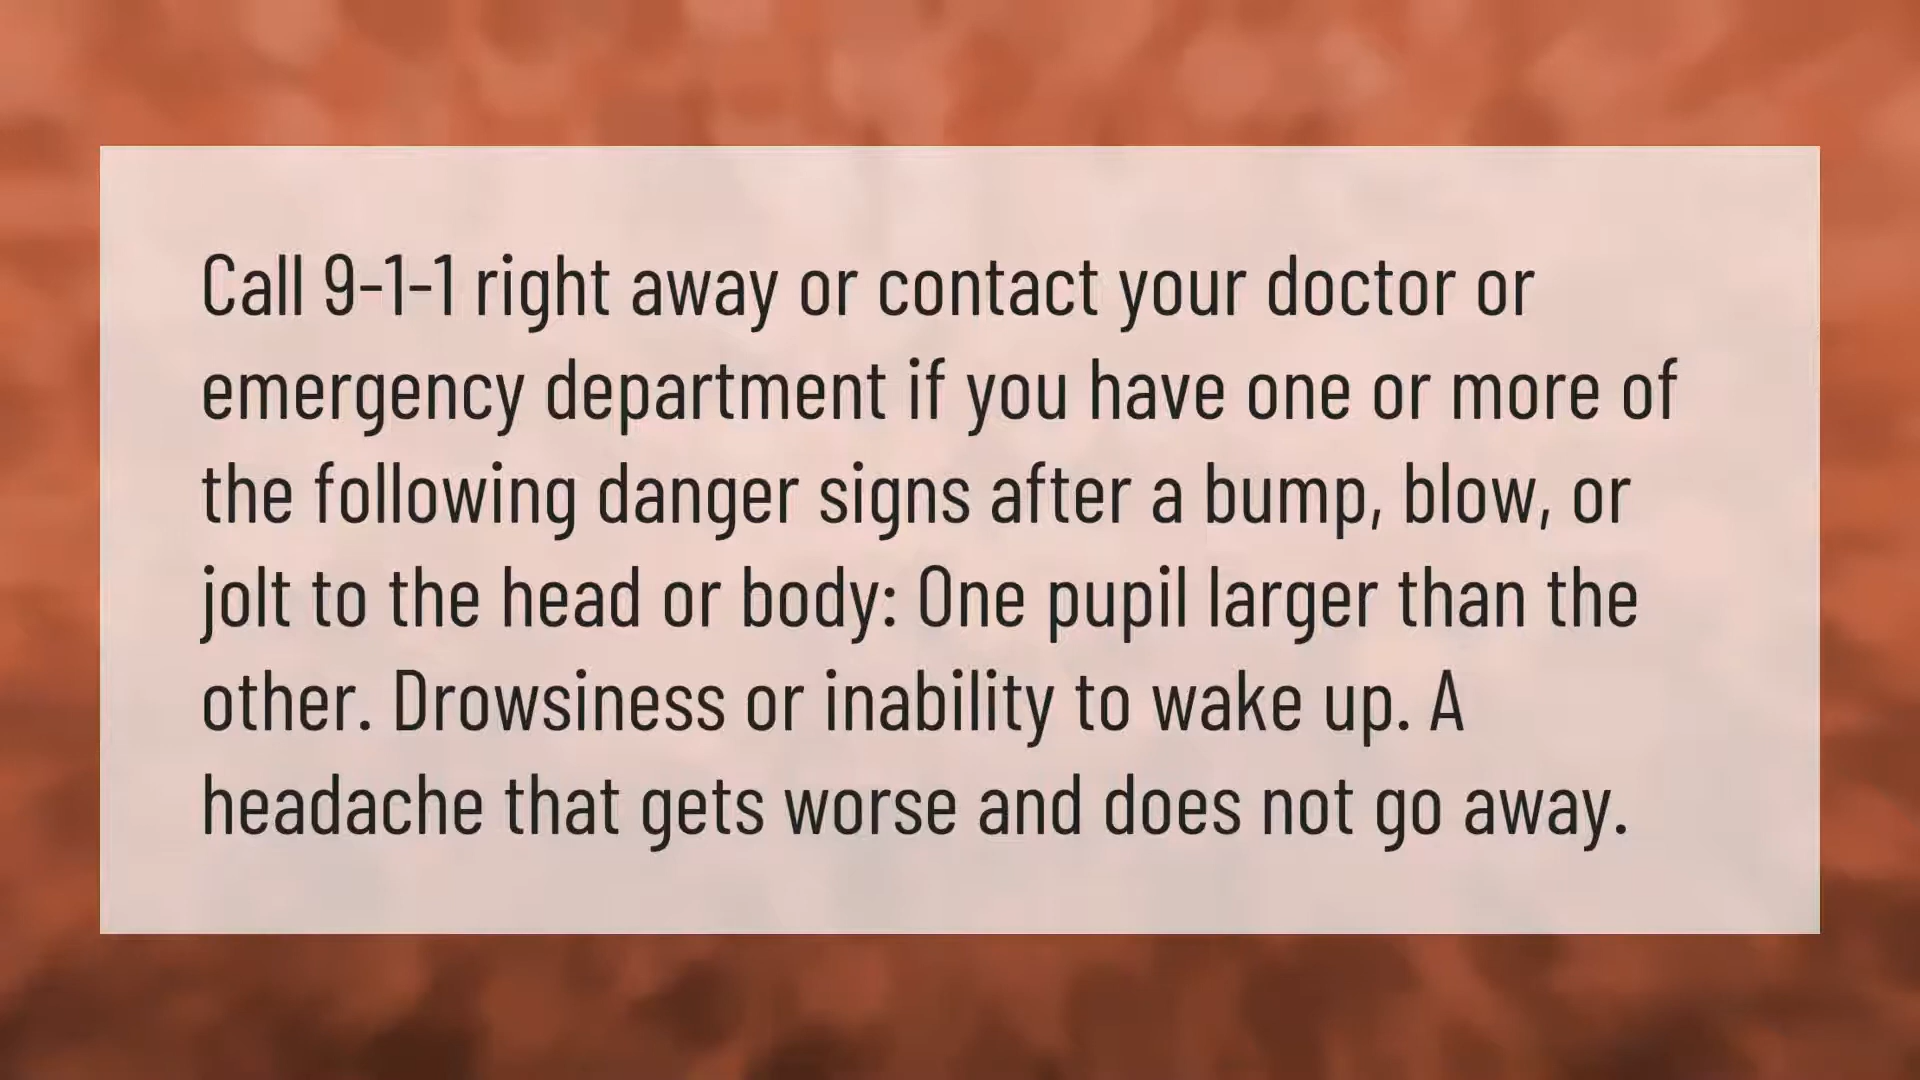 Call 9-1-1 right away or contact your doctor or
emergency department if you have one or more of
the following danger signs after a bump, blow, or
jolt to the head or body: One pupil larger than the
other. Drowsiness or inability to wake up. A
headache that gets worse and does not go away.